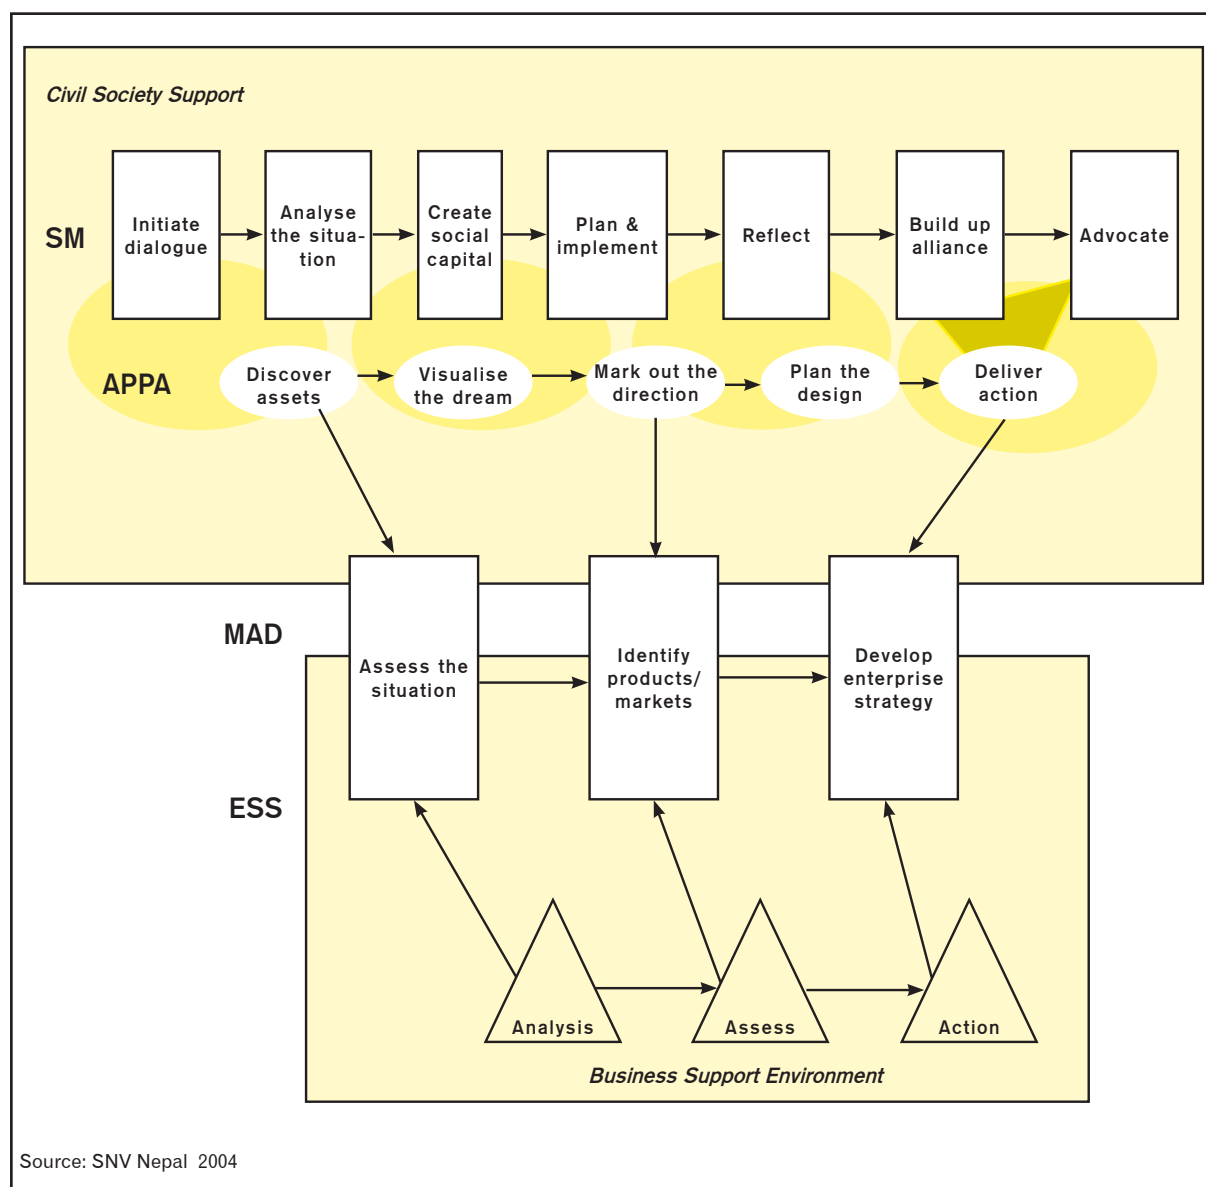 Civil Society Support
SM
Initiate
dialogue
Analyse
the situa-
tion
Create
social
capital
Plan &
implement
Reflect
Build up
alliance
Advocate
APPA
Discover
assets
Visualise
the dream
Mark out the
direction
Plan the
design
Deliver
action
MAD
Assess the
situation
Identify
products/
markets
Develop
enterprise
strategy
ESS
Analysis
Assess
Action
Business Support Environment
Source: SNV Nepal 2004